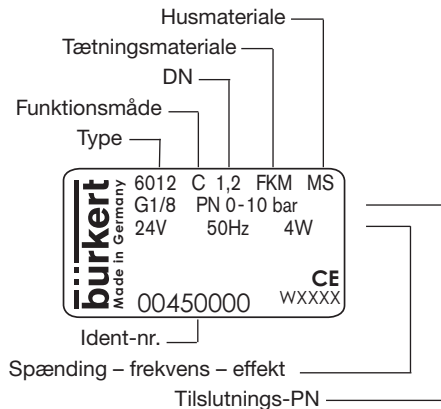 Husmateriale
Tætningsmateriale
DN
Funktionsmåde
Type
6012 C 1,2 FKM MS
G1/8 PN 0-10 bar
24V 50Hz 4W
burkert
Made in Germany
CE
00450000 WXXXX
Ident-nr.
Spænding – frekvens – effekt
Tilslutnings-PN